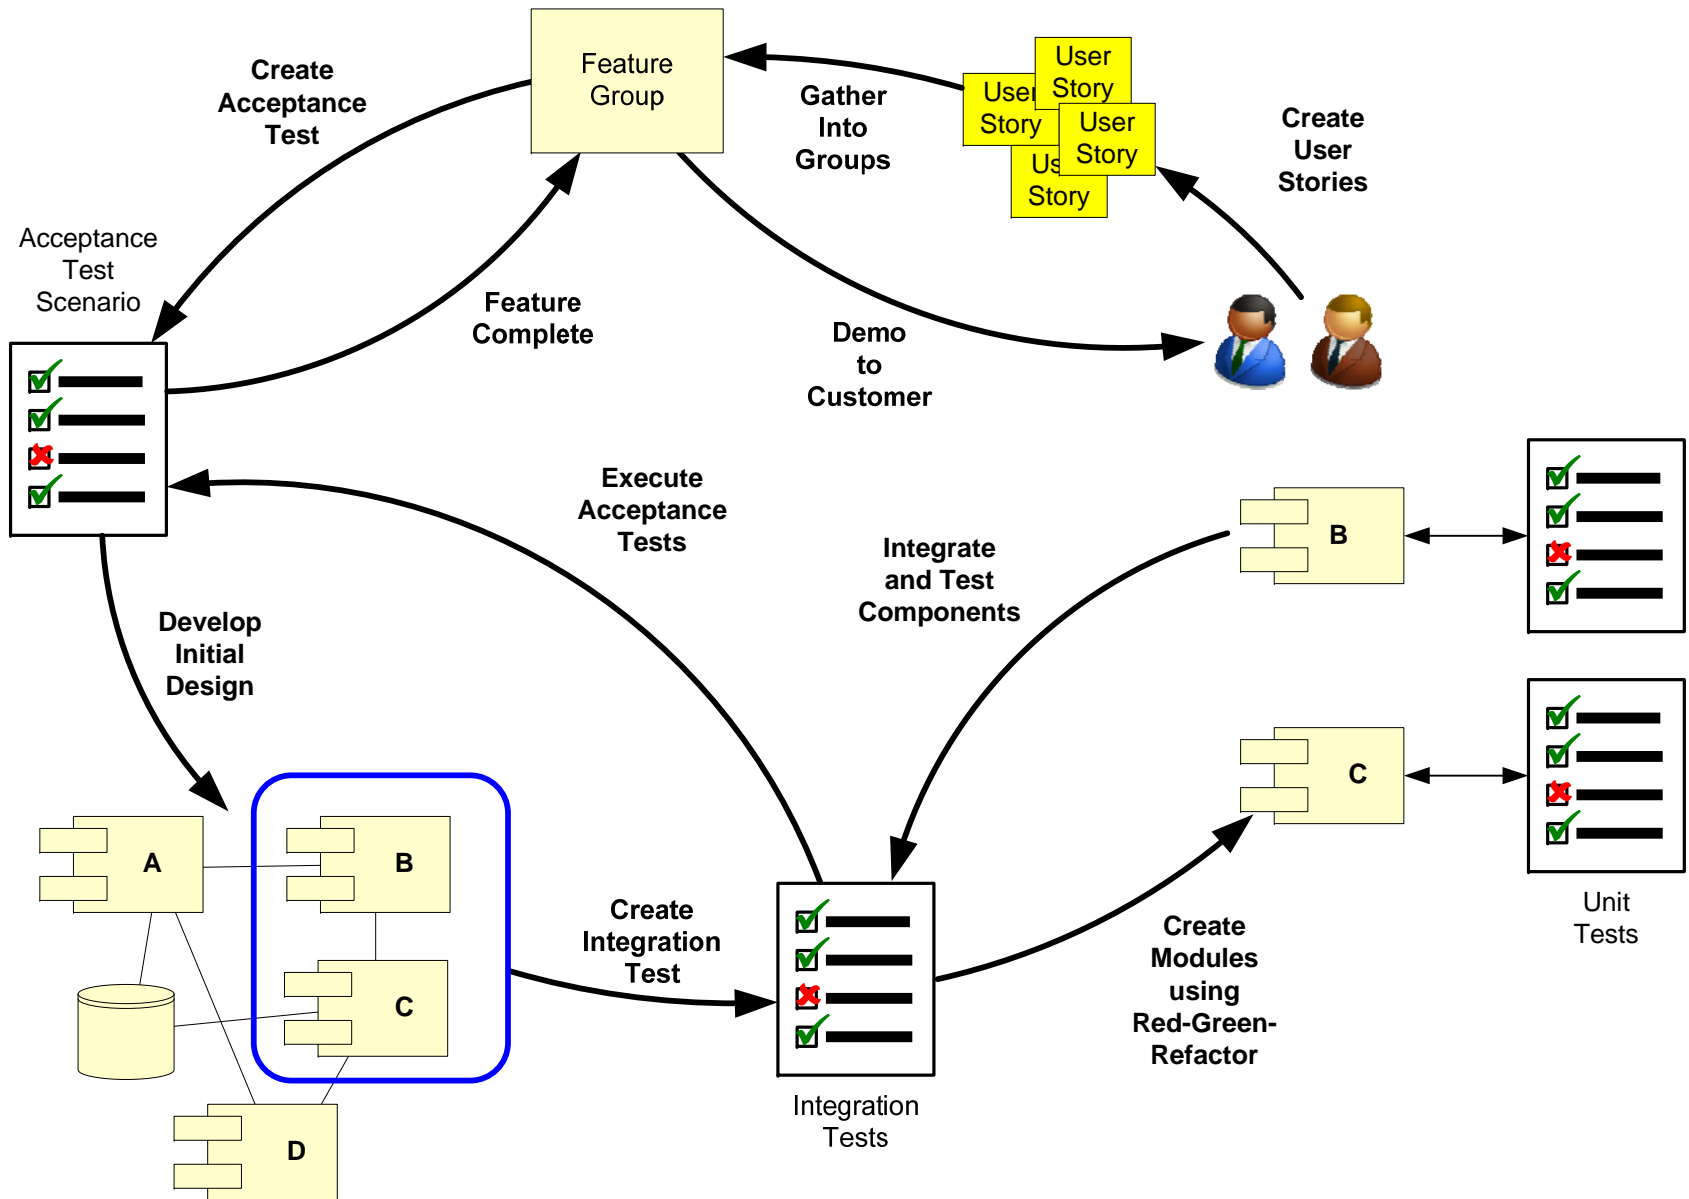 Create
Acceptance
Test
Feature
Group
Gather
Into
Groups
User
Story
User
Story
User
Story
User
Story
Create
User
Stories
Acceptance
Test
Scenario
Feature
Complete
Demo
to
Customer
Execute
Acceptance
Tests
Integrate
and Test
Components
B
Develop
Initial
Design
C
A
B
C
D
Create
Integration
Test
Create
Modules
using
Red-Green-
Refactor
Unit
Tests
Integration
Tests